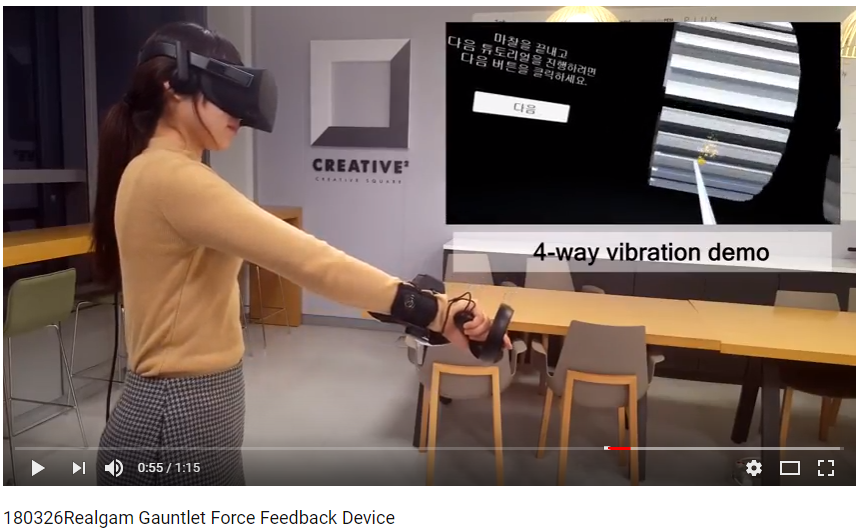 마찰을 끝내고
다음 튜토리얼을 진행하려면
다음 버튼을 클릭하세요.
다음
CREATIVE²
CREATIVE SQUARE
4-way vibration demo
0:55 / 1:15
180326Realgam Gauntlet Force Feedback Device